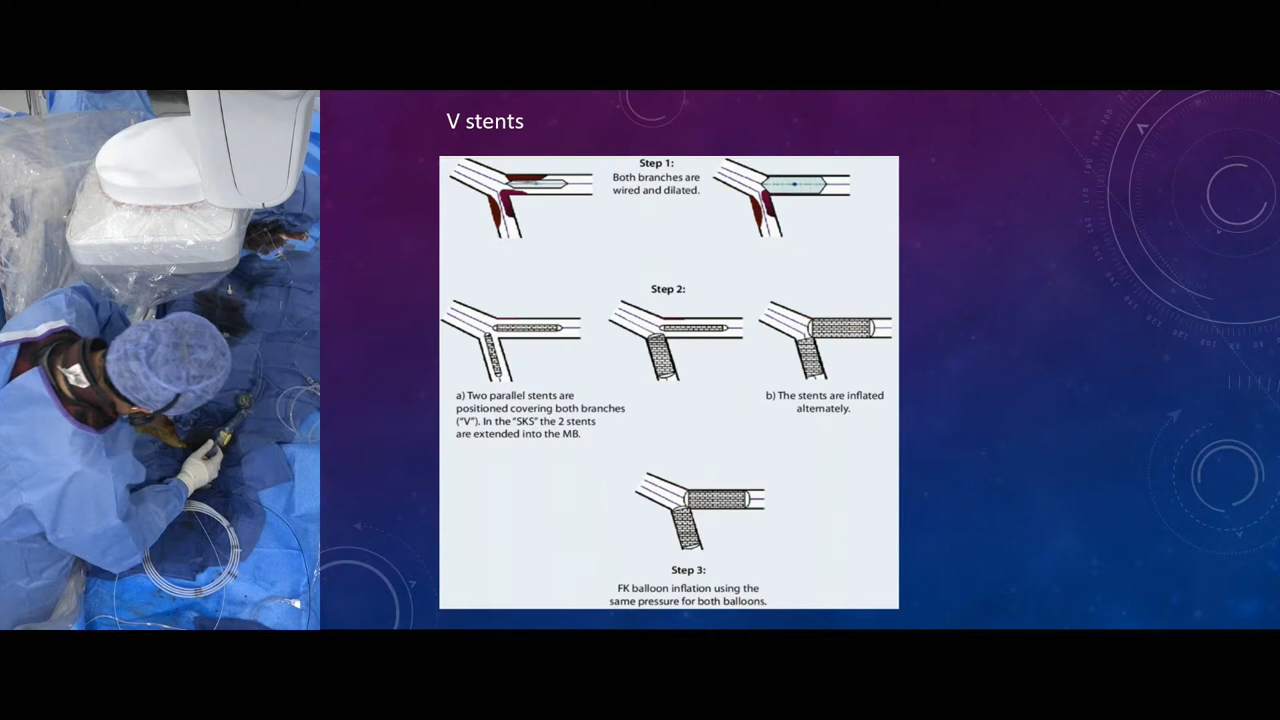 V stents
Step 1:
Both branches are
wired and dilated.
Step 2:
a) Two parallel stents are
positioned covering both branches
("V"). In the "SKS" the 2 stents
are extended into the MB.
b) The stents are inflated
alternately.
Step 3:
FK balloon inflation using the
same pressure for both balloons.